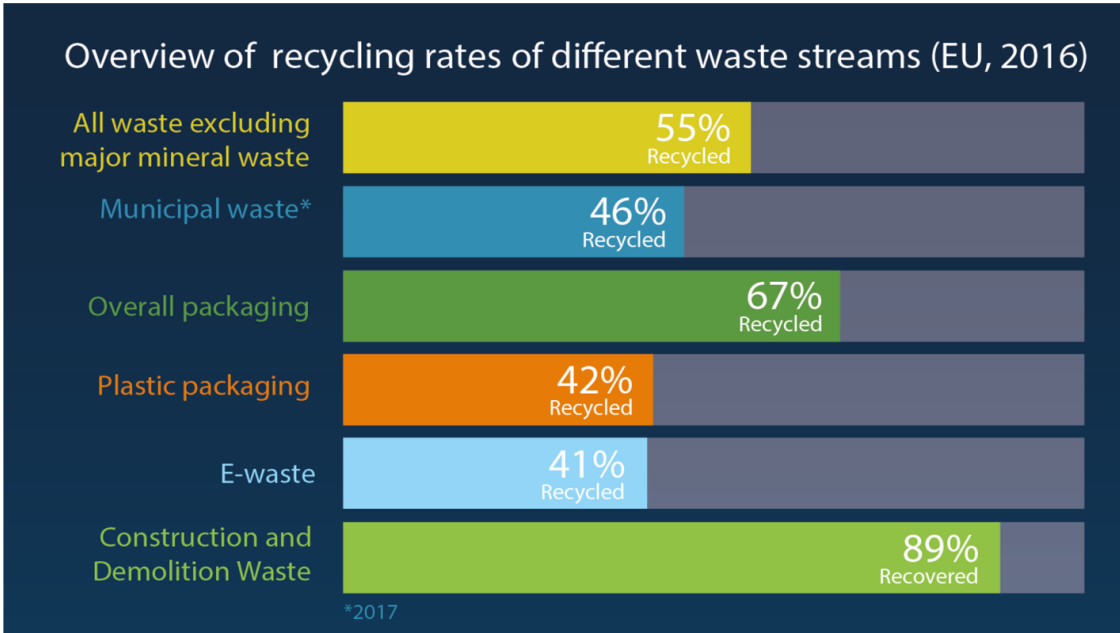 Overview of recycling rates of different waste streams (EU, 2016)
All waste excluding
major mineral waste
55%
Recycled
Municipal waste*
46%
Recycled
Overall packaging
67%
Recycled
Plastic packaging
42%
Recycled
E-waste
41%
Recycled
Construction and
Demolition Waste
89%
Recovered
*2017